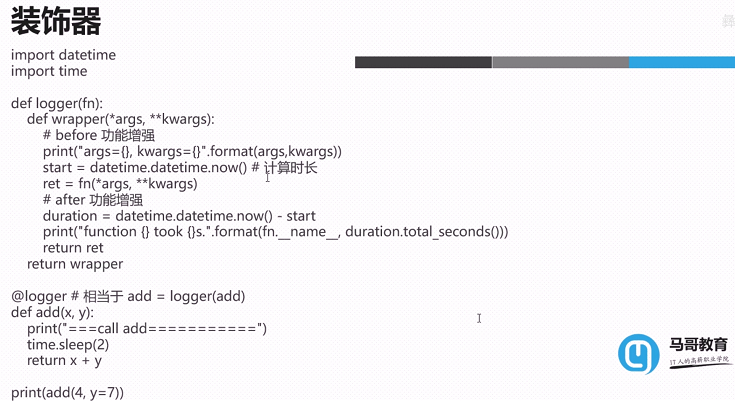 装饰器
import datetime
import time
def logger(fn):
    def wrapper(*args, **kwargs):
        # before 功能增强
        print("args={}, kwargs={}".format(args,kwargs))
        start = datetime.datetime.now() # 计算时长
        ret = fn(*args, **kwargs)
        # after 功能增强
        duration = datetime.datetime.now() - start
        print("function {} took {}s.".format(fn.__name__, duration.total_seconds()))
        return ret
    return wrapper
@logger # 相当于 add = logger(add)
def add(x, y):
    print("===call add===========")
    time.sleep(2)
    return x + y
print(add(4, y=7))
马哥教育
IT人的高薪职业学院